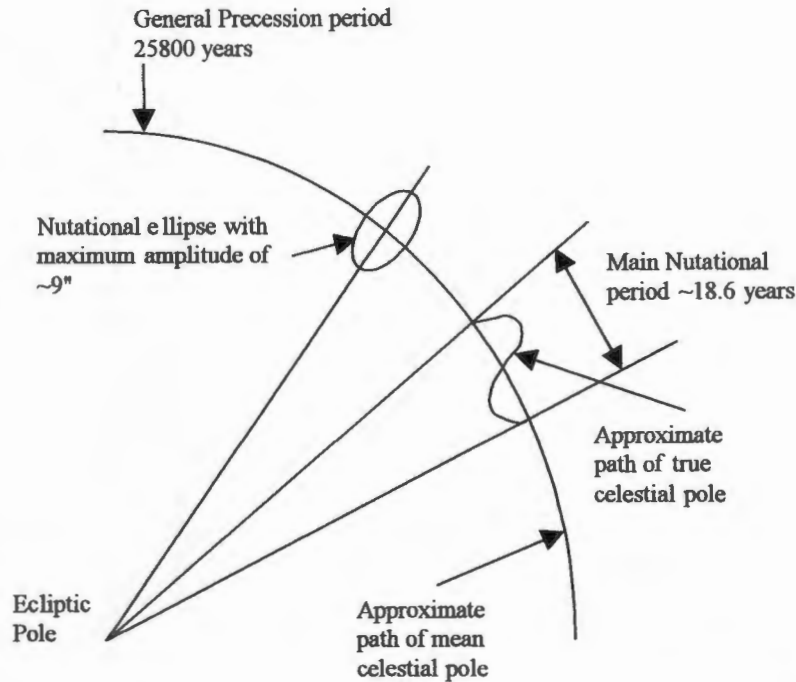 General Precession period
25800 years
Nutational ellipse with
maximum amplitude of
~9"
Main Nutational
period ~18.6 years
Approximate
path of true
celestial pole
Ecliptic
Pole
Approximate
path of mean
celestial pole